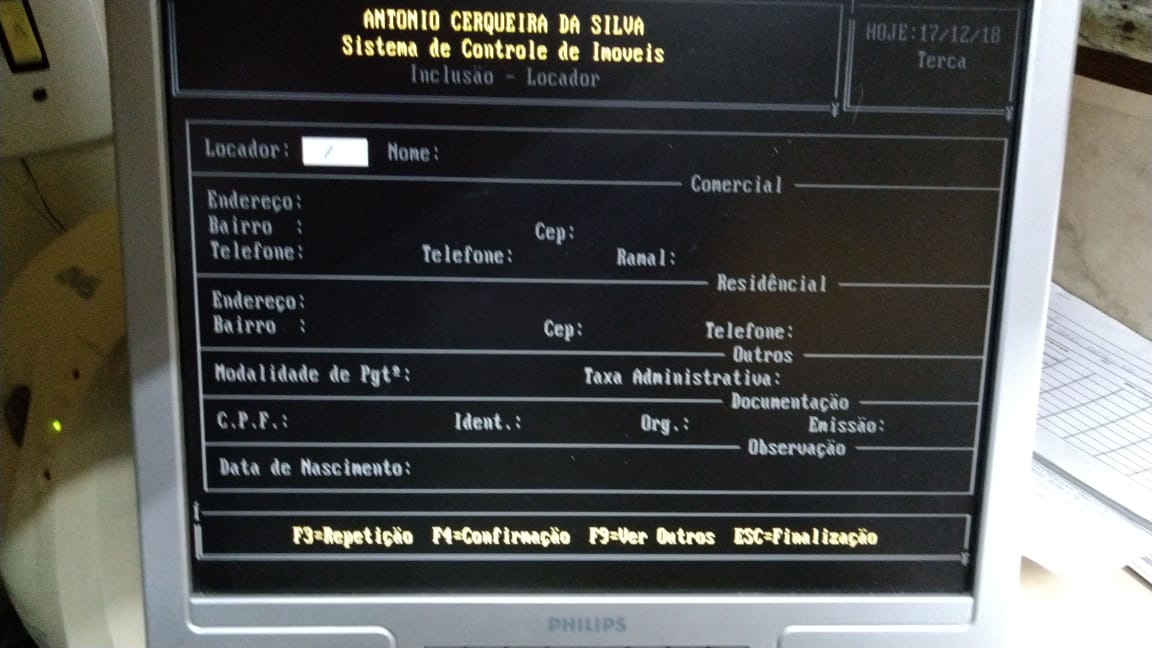 ANTONIO CERQUEIRA DA SILVA
Sistema de Controle de Imoveis
Inclusão - Locador
HOJE:17/12/18
Terca
Locador: / Nome:
Comercial
Endereço:
Bairro : Cep:
Telefone: Telefone: Ramal:
Residêncial
Endereço:
Bairro : Cep: Telefone:
Outros
Modalidade de Pgtº: Taxa Administrativa:
Documentação
C.P.F.: Ident.: Org.: Emissão:
Observação
Data de Nascimento:
F3=Repetição F4=Confirmação F9=Ver Outros ESC=Finalização
PHILIPS